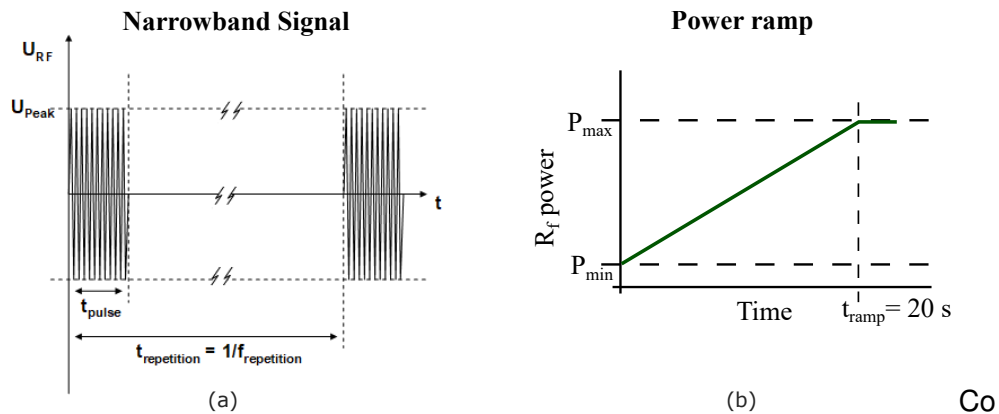 Narrowband Signal
U_RF
U_Peak
t
t_pulse
t_repetition = 1/f_repetition
(a)
Power ramp
P_max
R_f power
P_min
Time
t_ramp= 20 s
(b)
Co